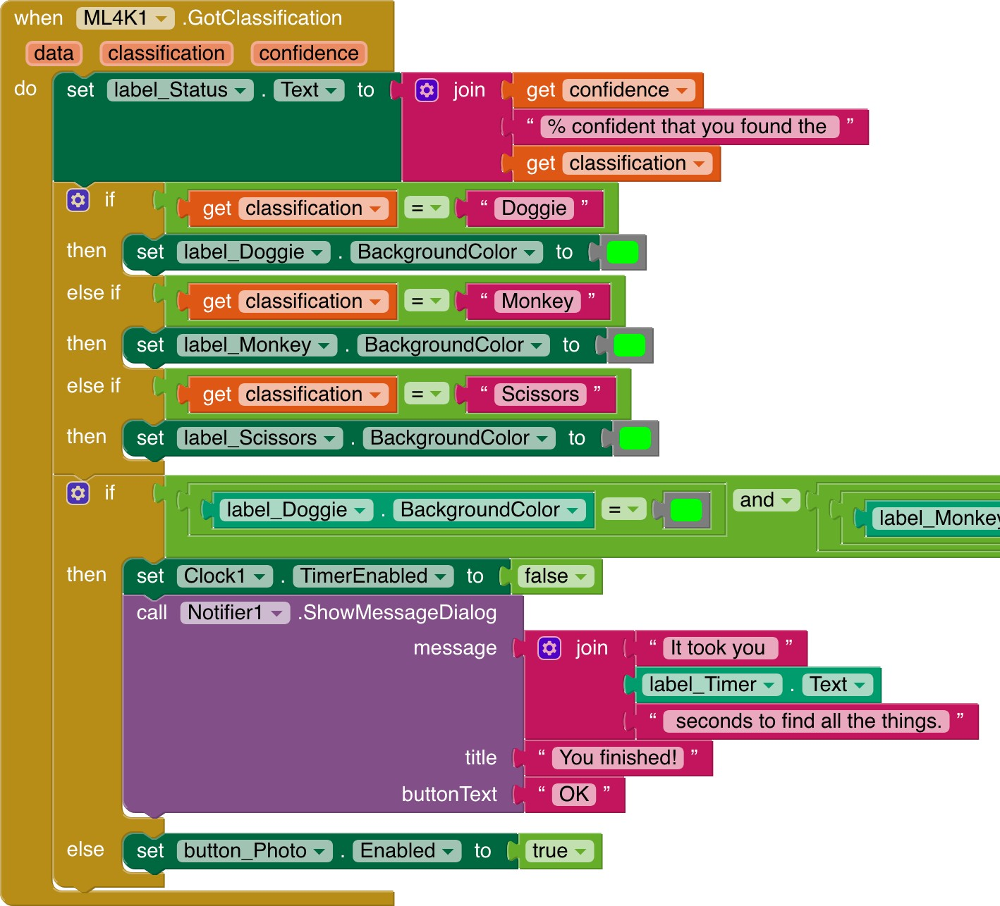 when ML4K1 .GotClassification
data classification confidence
do set label_Status . Text to join get confidence
“ % confident that you found the ”
get classification
if get classification = “ Doggie ”
then set label_Doggie . BackgroundColor to
else if get classification = “ Monkey ”
then set label_Monkey . BackgroundColor to
else if get classification = “ Scissors ”
then set label_Scissors . BackgroundColor to
if label_Doggie . BackgroundColor = and label_Monkey
then set Clock1 . TimerEnabled to false
call Notifier1 .ShowMessageDialog
message join “ It took you ”
label_Timer . Text
“ seconds to find all the things. ”
title “ You finished! ”
buttonText “ OK ”
else set button_Photo . Enabled to true